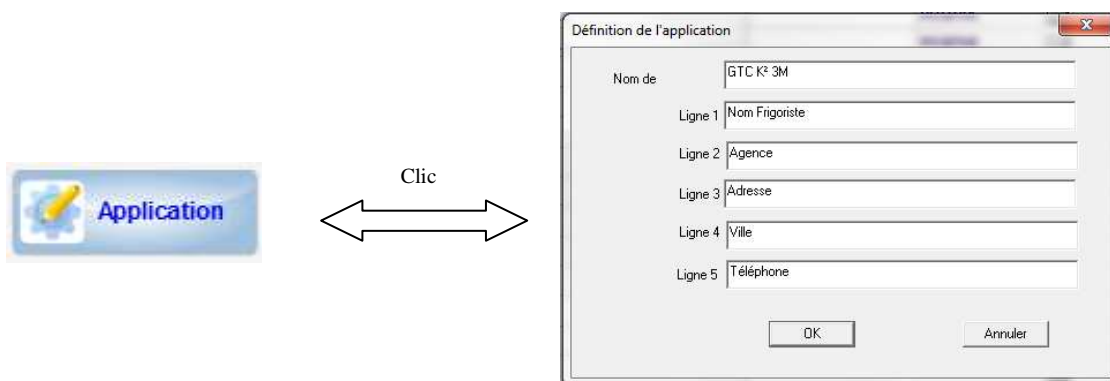 Application
Clic
Définition de l'application
Nom de
GTC K² 3M
Ligne 1
Nom Frigoriste
Ligne 2
Agence
Ligne 3
Adresse
Ligne 4
Ville
Ligne 5
Téléphone
OK
Annuler